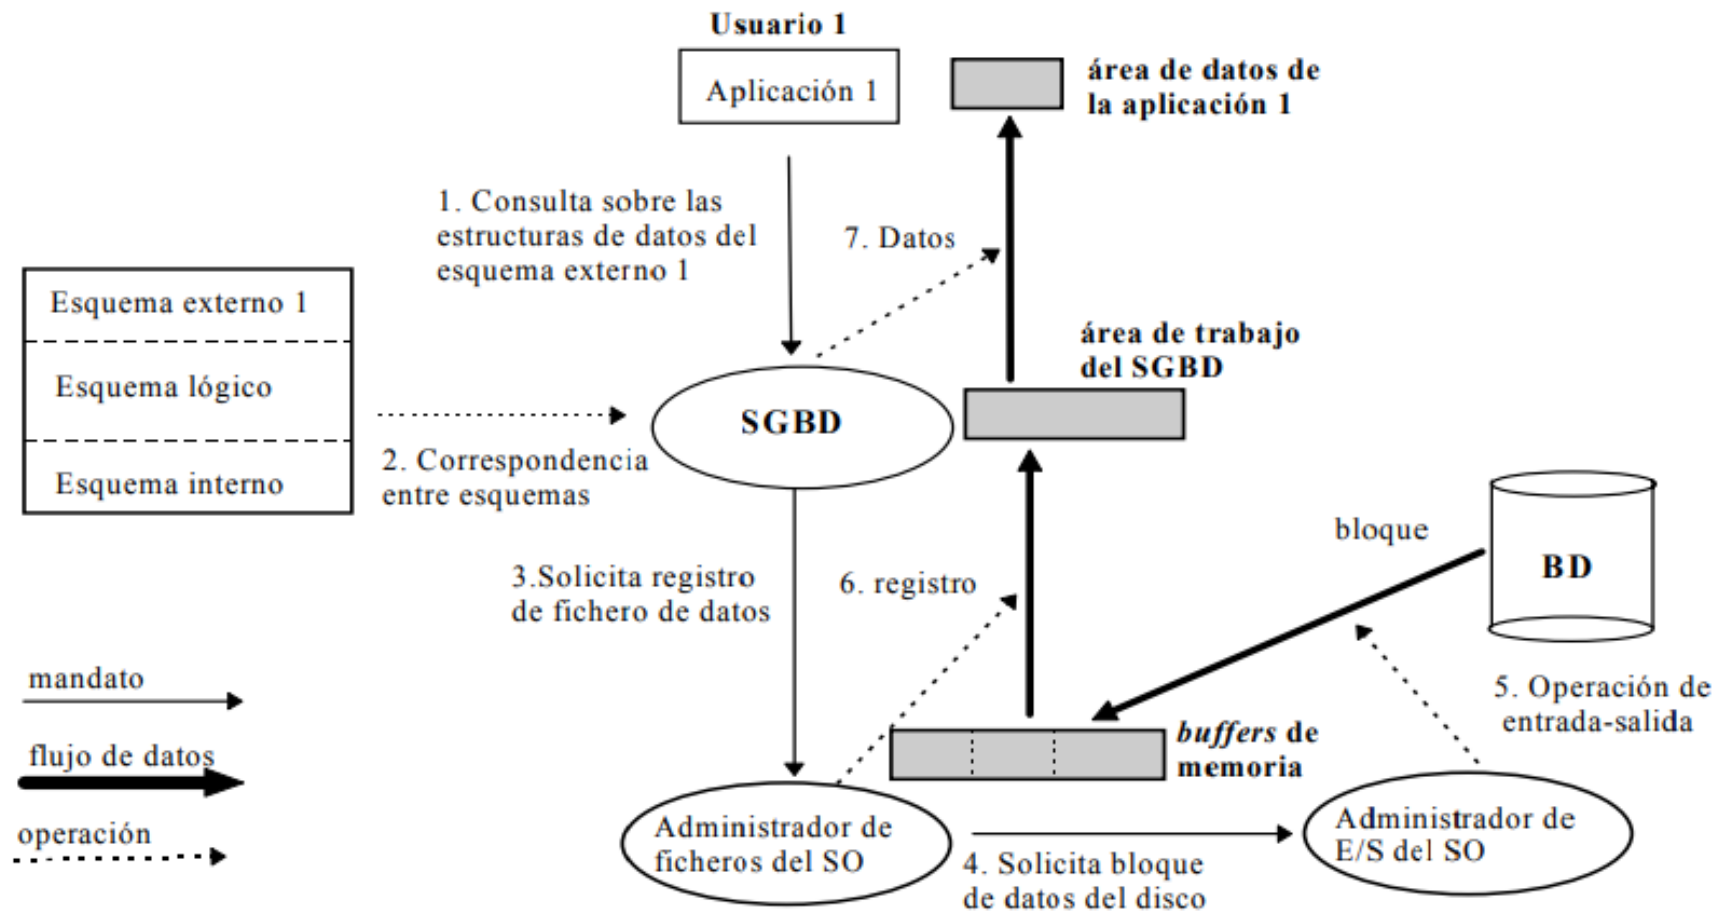 Usuario 1
Aplicación 1
área de datos de
la aplicación 1
1. Consulta sobre las
estructuras de datos del
esquema externo 1
7. Datos
Esquema externo 1
Esquema lógico
Esquema interno
área de trabajo
del SGBD
SGBD
2. Correspondencia
entre esquemas
bloque
BD
3.Solicita registro
de fichero de datos
6. registro
mandato
flujo de datos
operación
5. Operación de
entrada-salida
buffers de
memoria
Administrador de
ficheros del SO
4. Solicita bloque
de datos del disco
Administrador de
E/S del SO